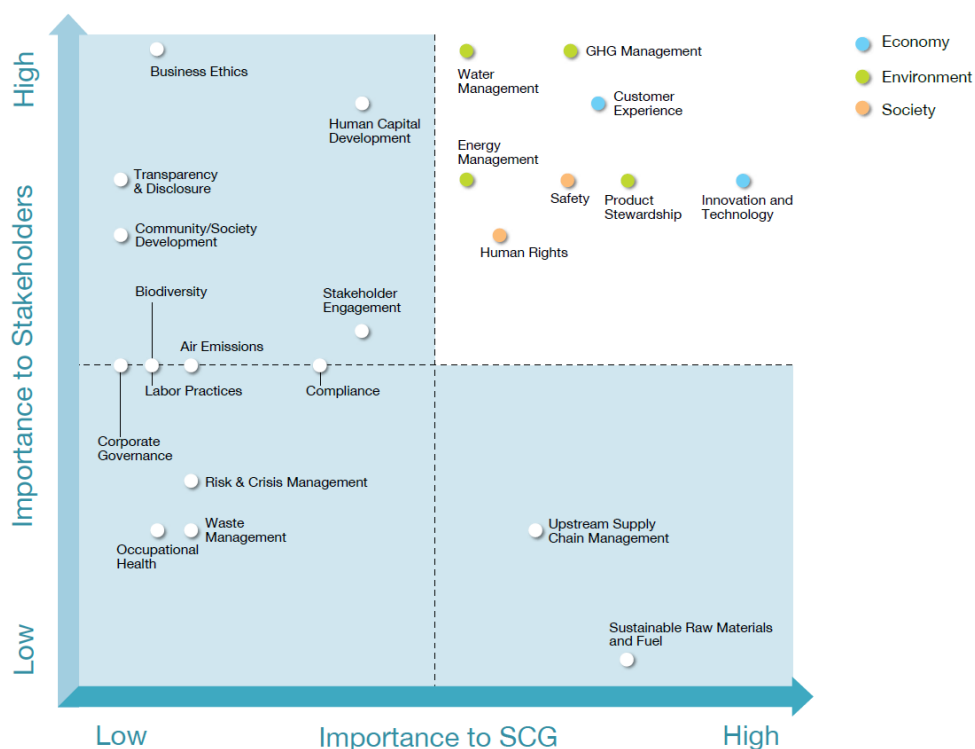 High
Importance to Stakeholders
Low
Business Ethics
Water
Management
GHG Management
Economy
Environment
Society
Human Capital
Development
Customer
Experience
Transparency
& Disclosure
Energy
Management
Safety
Product
Stewardship
Innovation and
Technology
Community/Society
Development
Human Rights
Biodiversity
Stakeholder
Engagement
Air Emissions
Labor Practices
Compliance
Corporate
Governance
Risk & Crisis Management
Waste
Management
Occupational
Health
Upstream Supply
Chain Management
Sustainable Raw Materials
and Fuel
Low
Importance to SCG
High